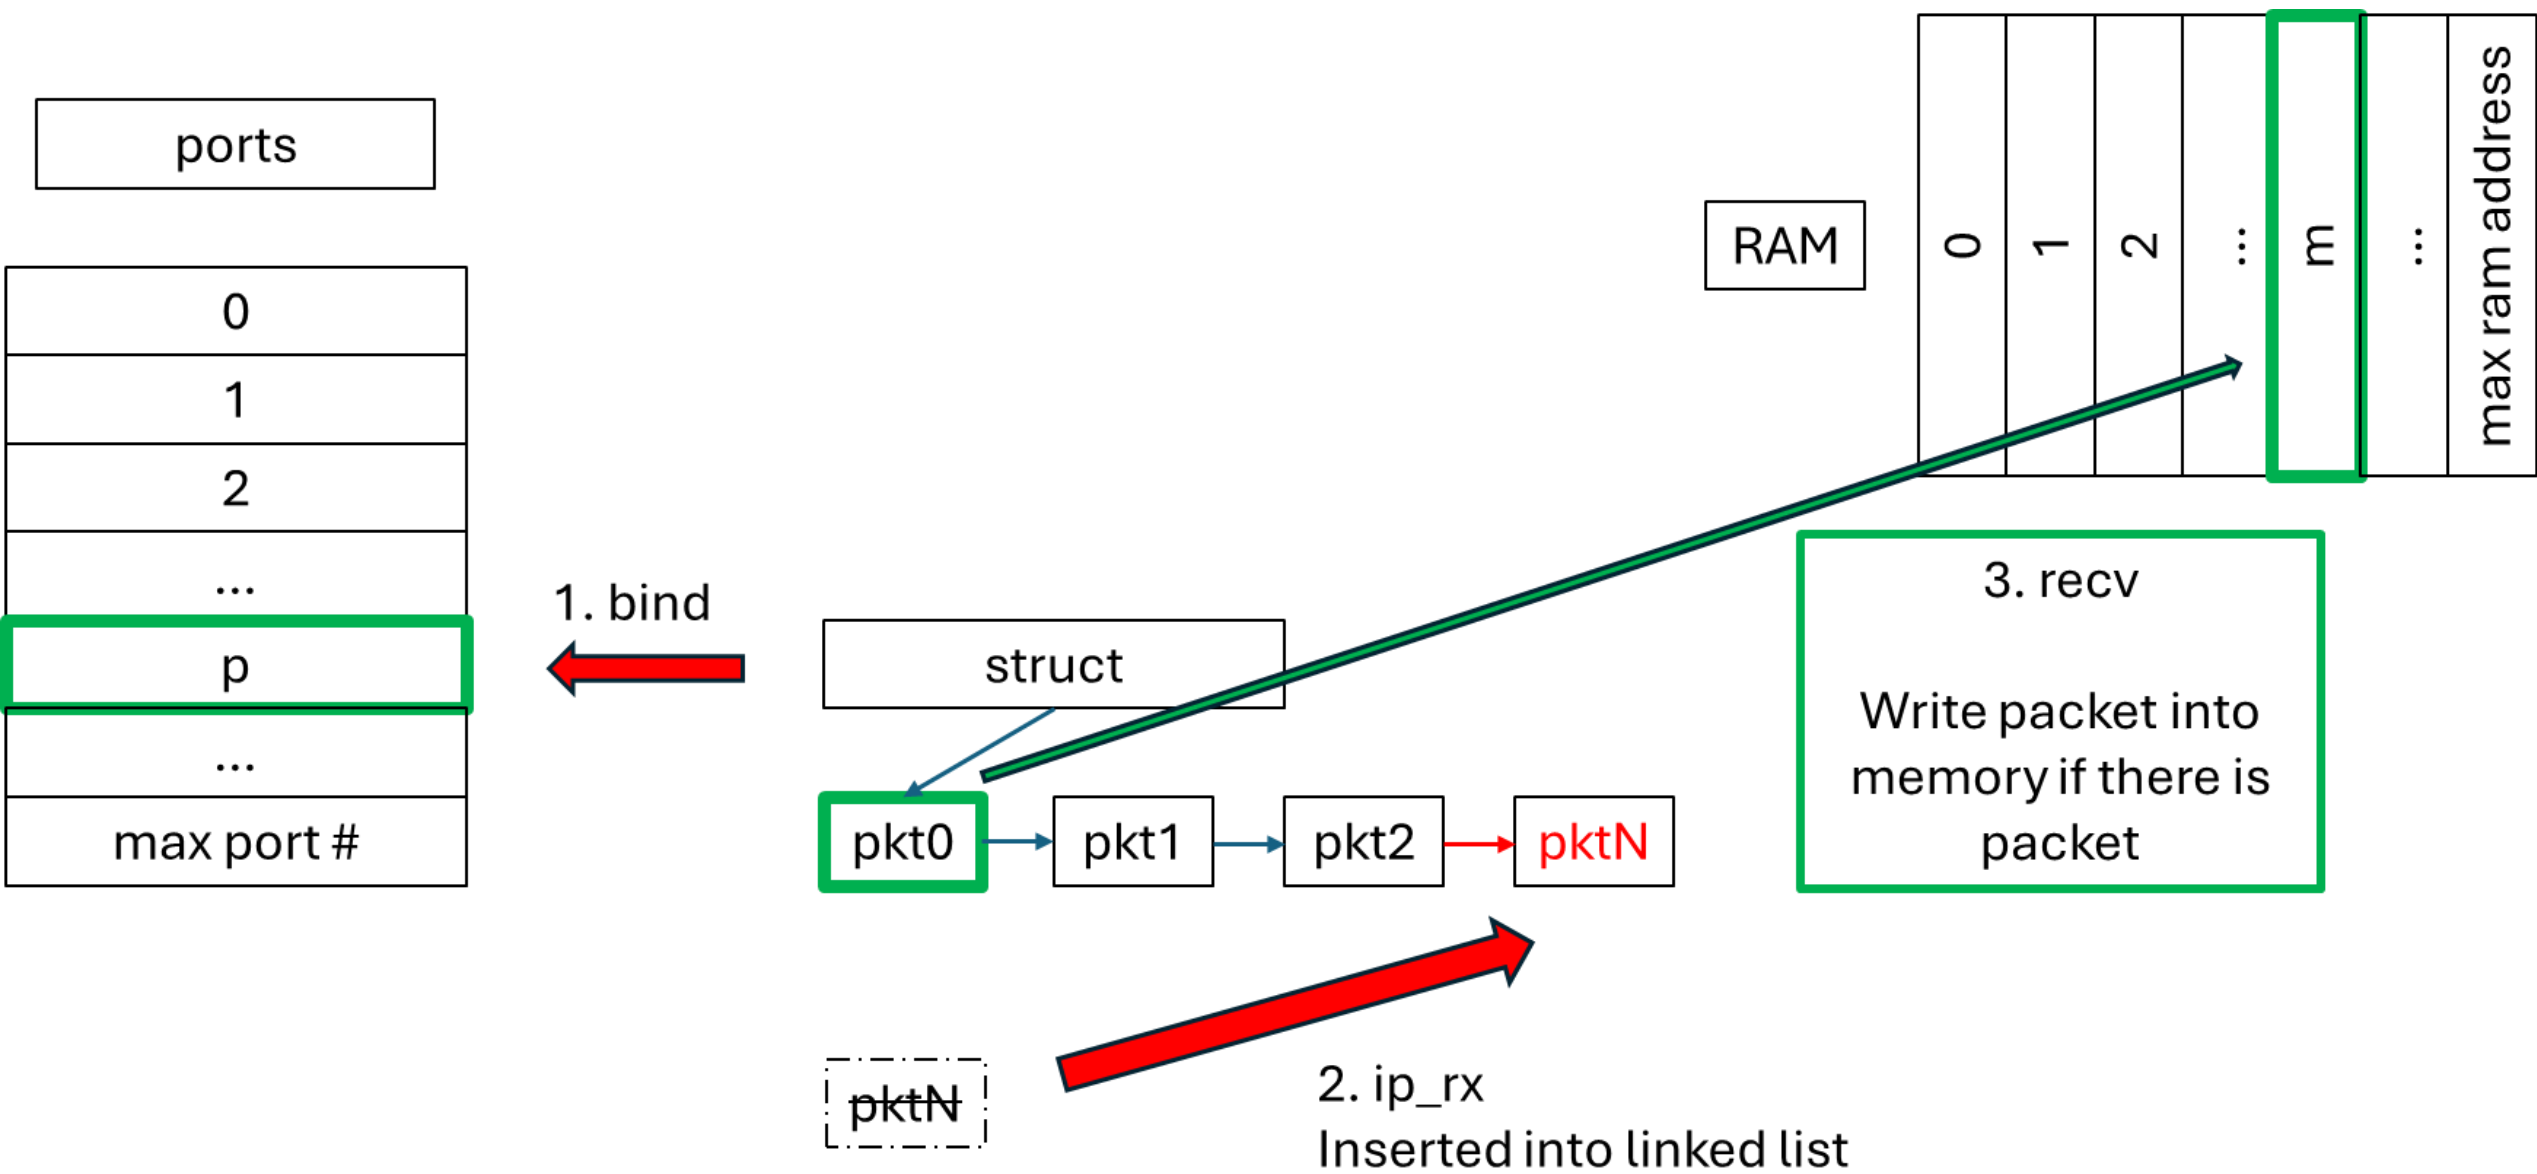 ports
0
1
2
...
p
...
max port #
1. bind
struct
pkt0
pkt1
pkt2
pktN
pktN
2. ip_rx
Inserted into linked list
RAM
0
1
2
...
m
...
max ram address
3. recv
Write packet into
memory if there is
packet